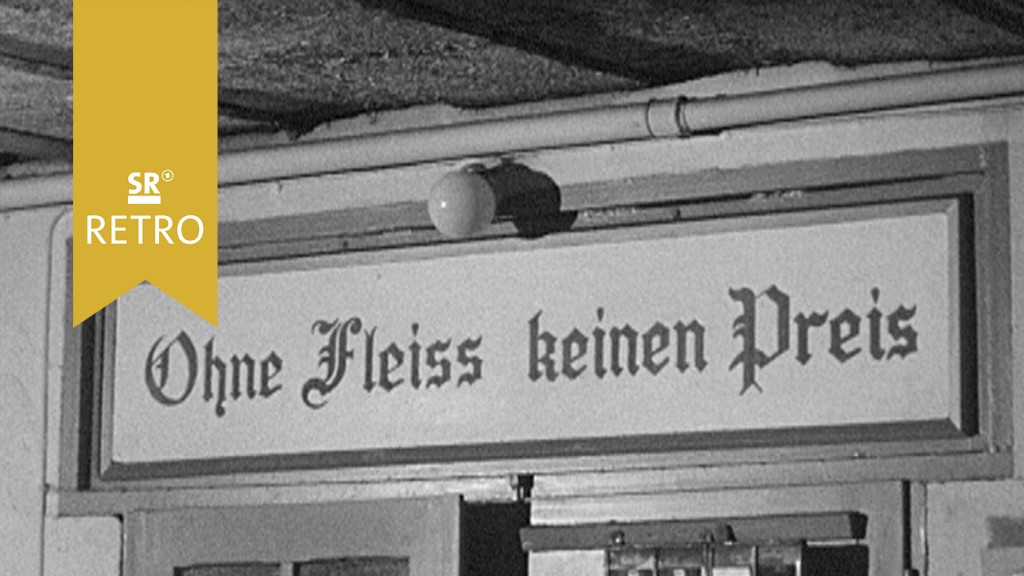 SR
RETRO
Ohne Fleiss keinen Preis